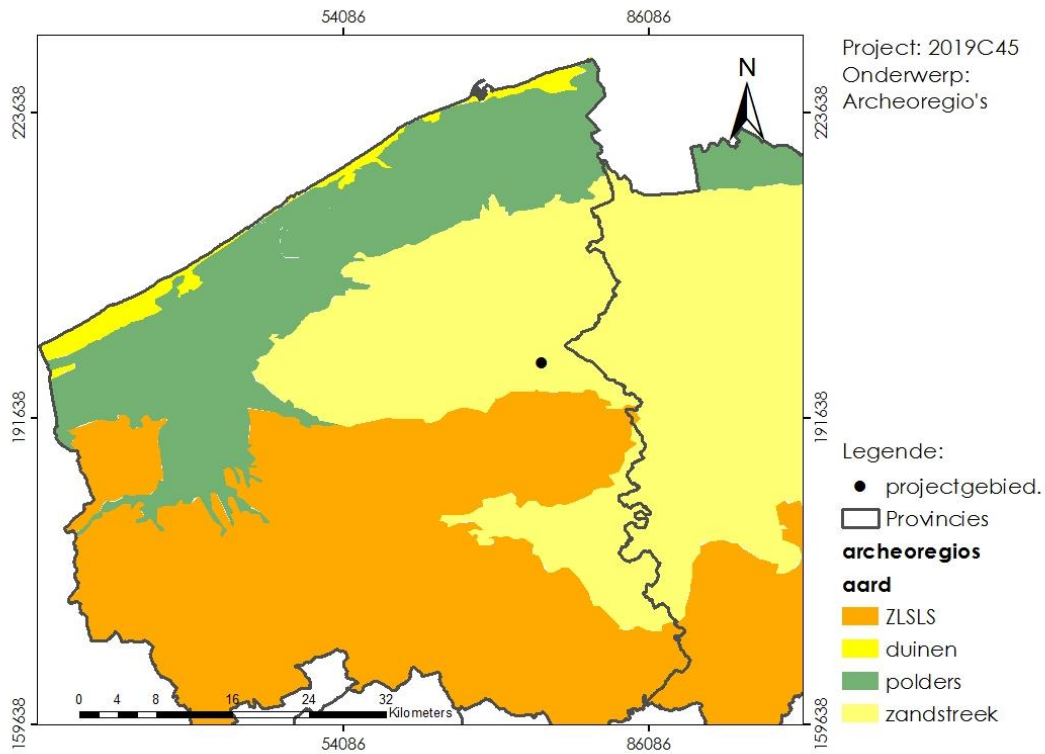 54086 86086
Project: 2019C45
Onderwerp:
Archeoregio's
N
223638 223638
191638 191638
Legende:
projectgebied.
Provincies
archeoregios
aard
ZLSLS
duinen
polders
zandstreek
0 4 8 16 24 32
Kilometers
159638 159638
54086 86086